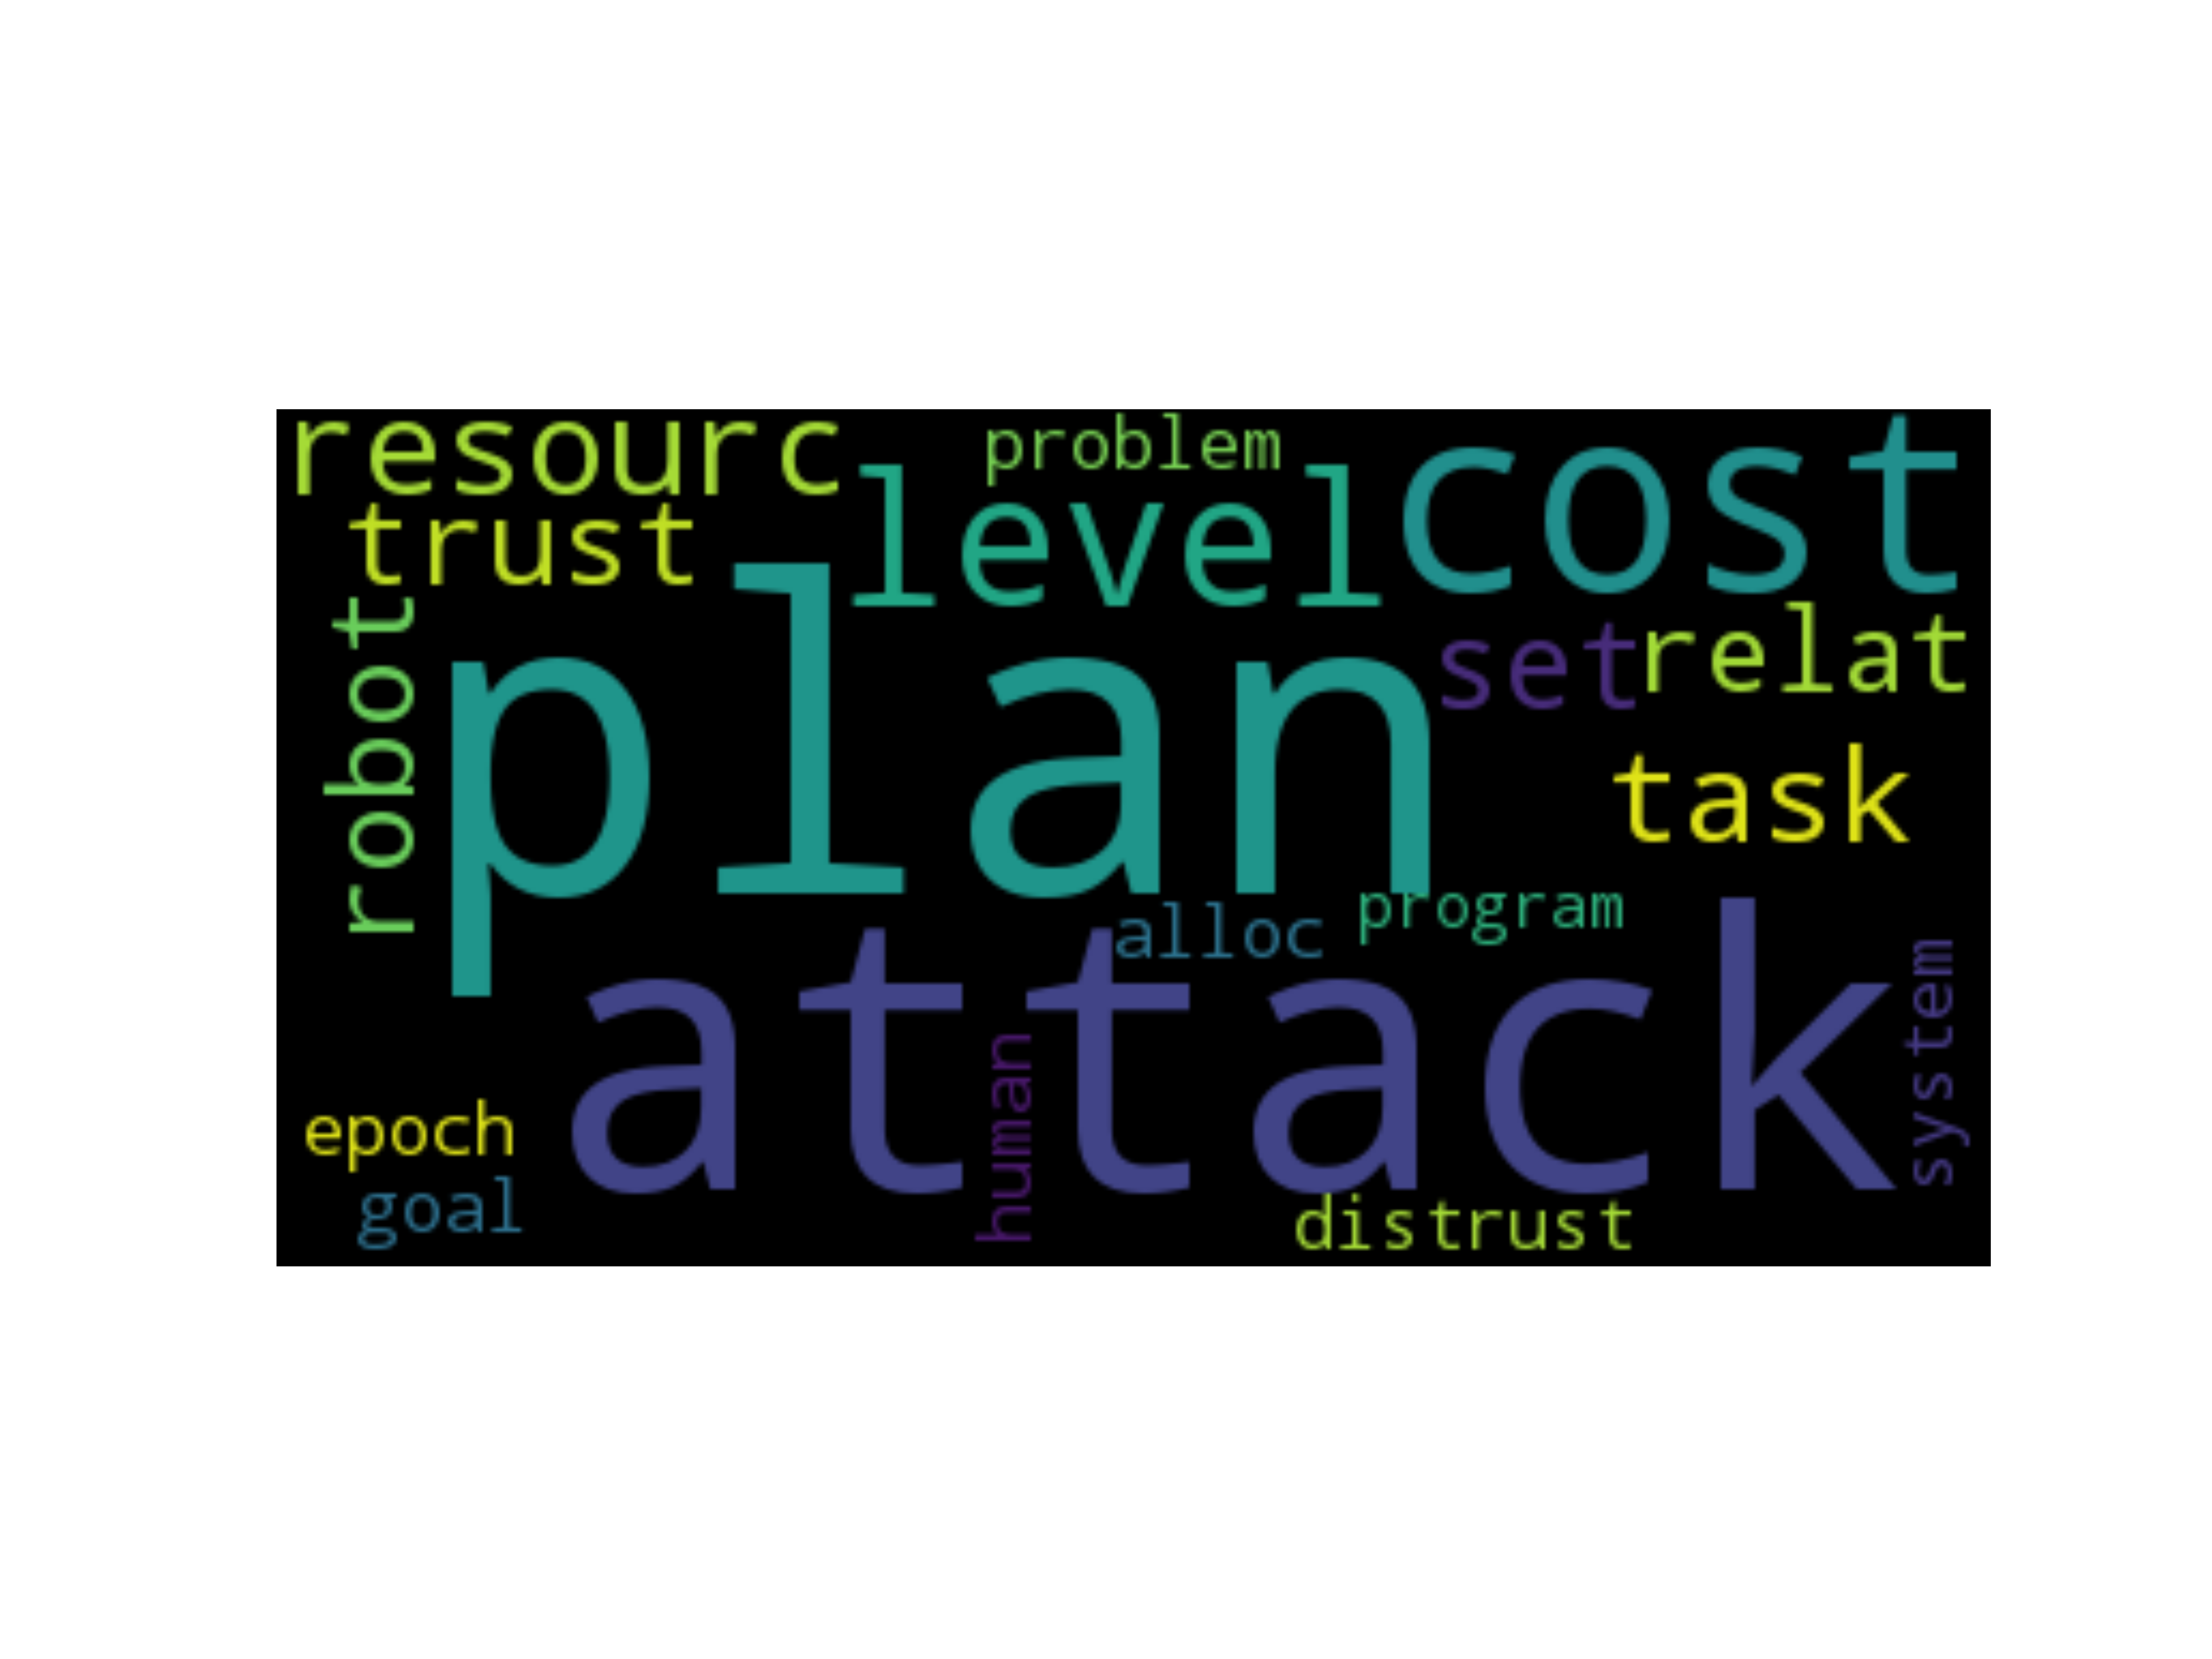 resourc
problem
cost
level
trust
robot
plan
set
relat
task
alloc
program
attack
system
human
epoch
goal
distrust